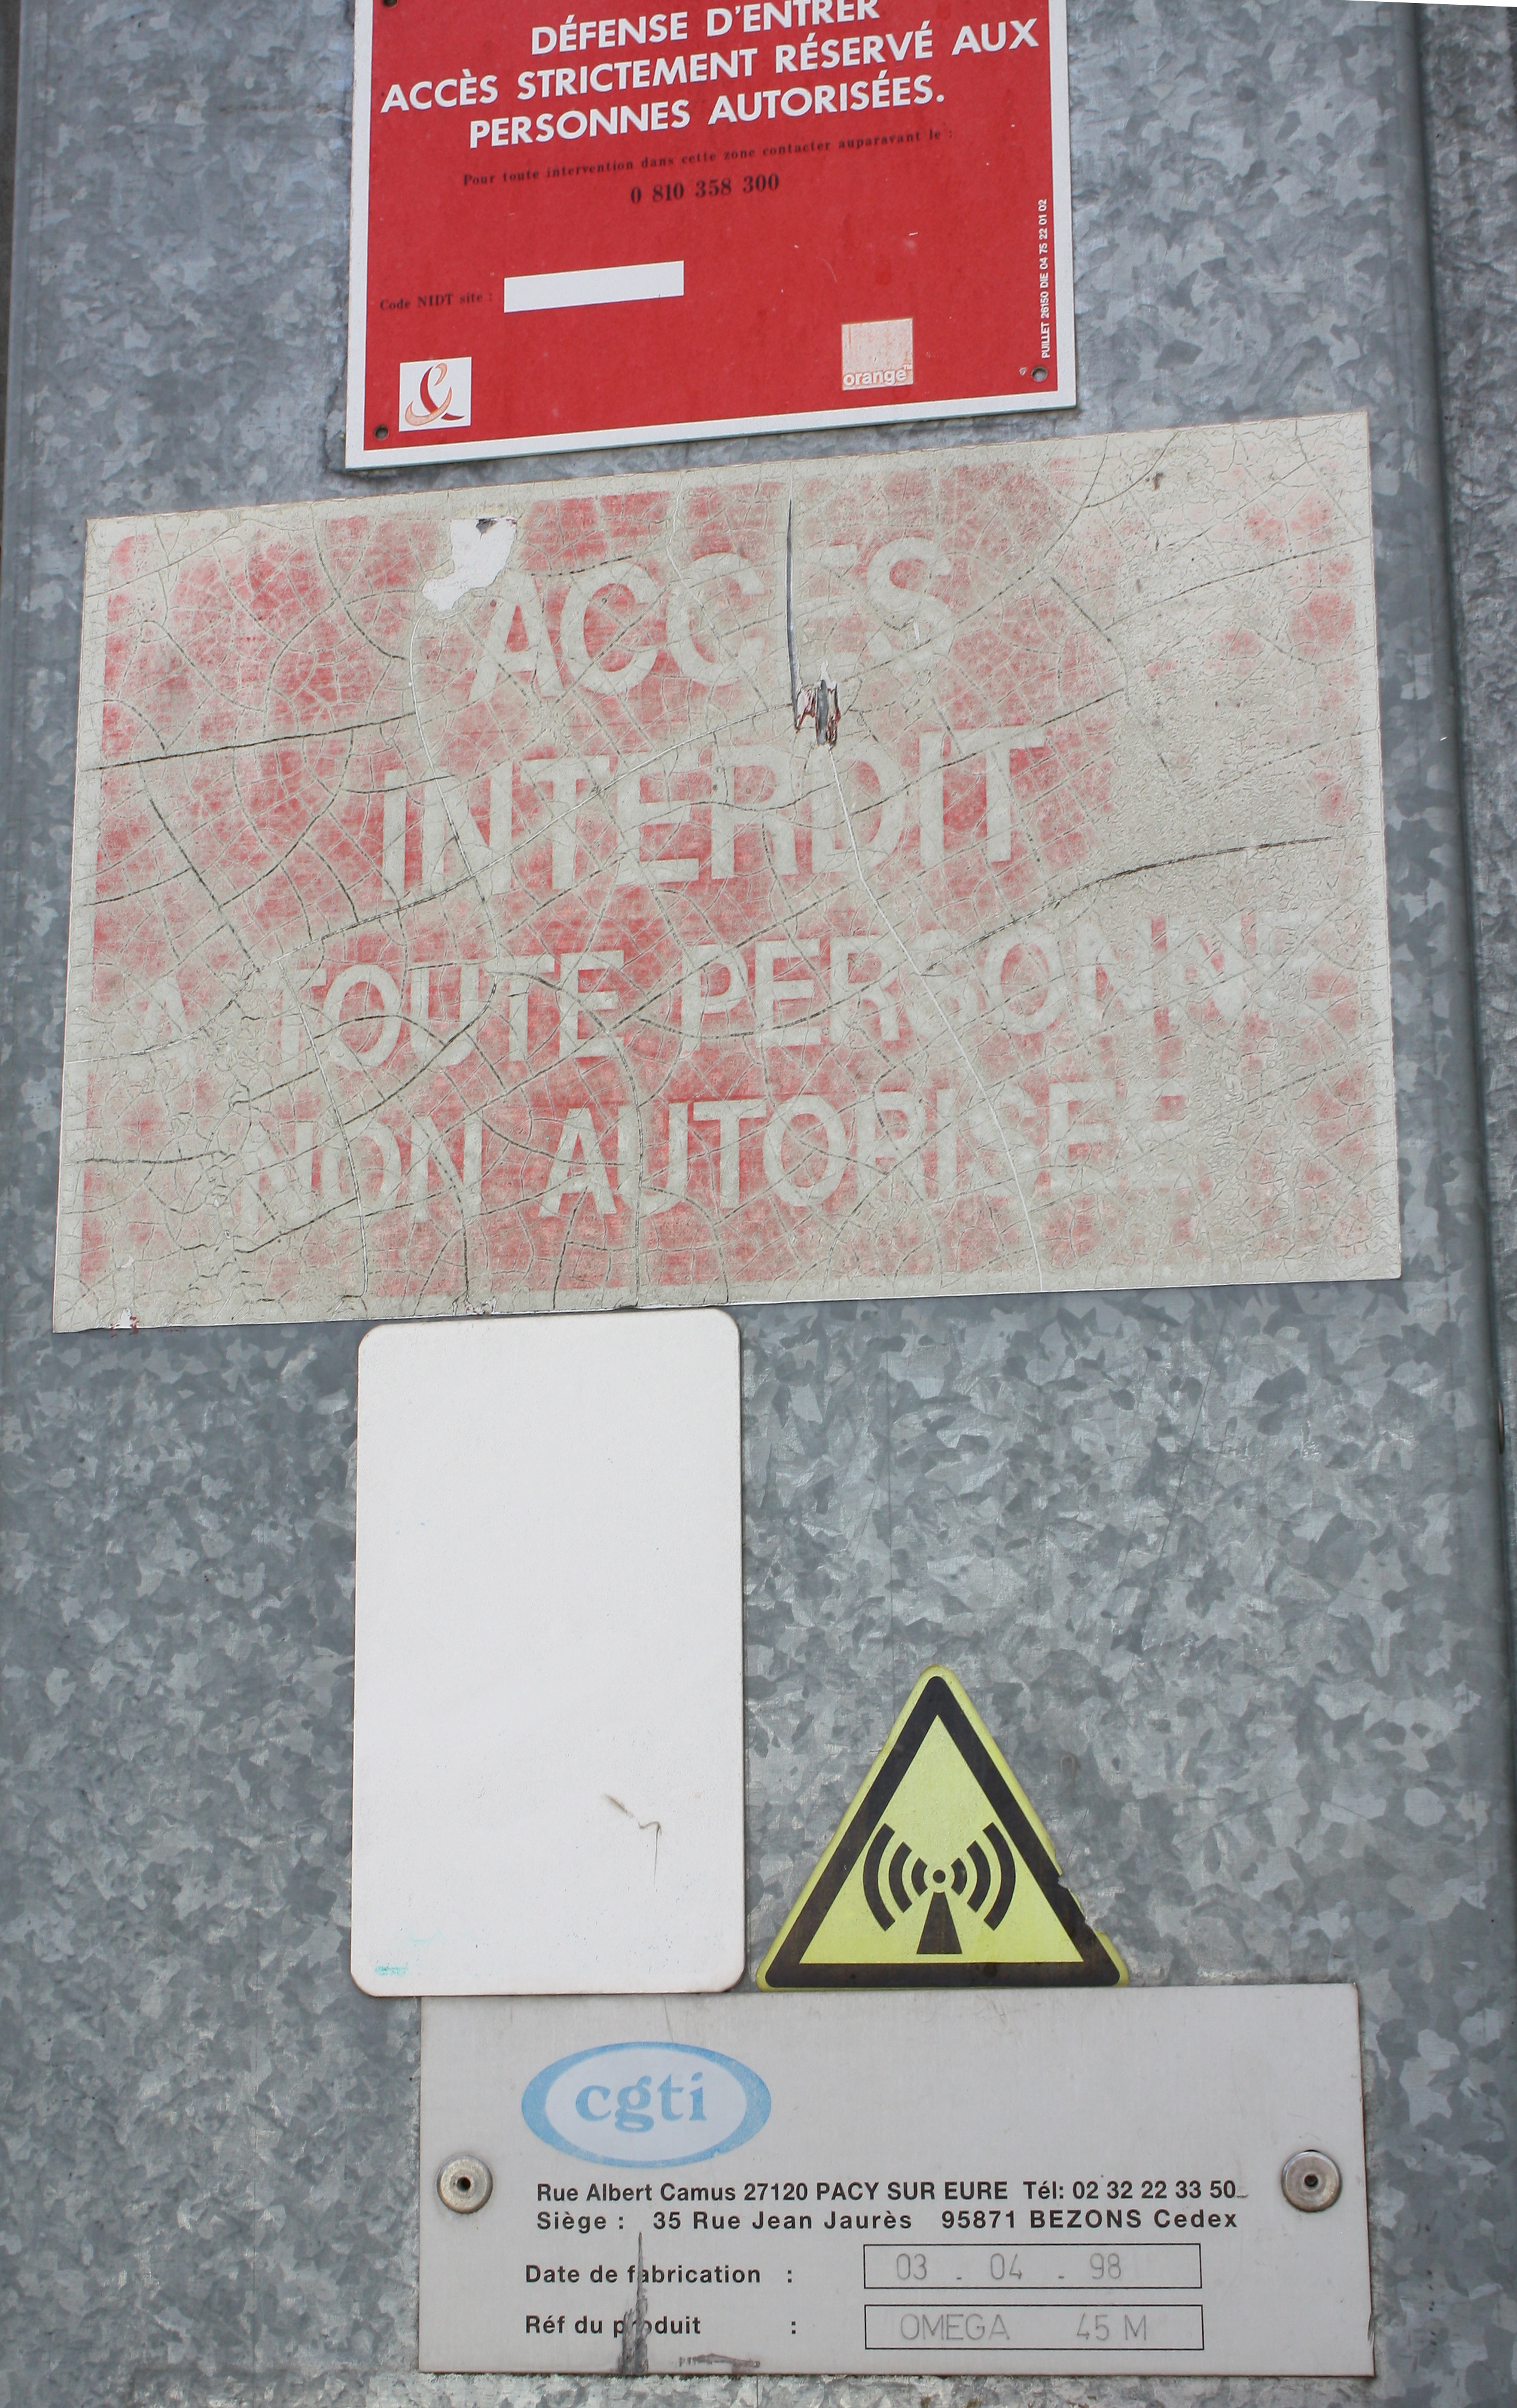 DÉFENSE D'ENTRER
ACCÈS STRICTEMENT RÉSERVÉ AUX
PERSONNES AUTORISÉES.
Pour toute intervention dans cette zone contacter auparavant le :
0 810 358 300
Code NIDT site :
orange™
PUILLET 26150 DIE 04 75 22 01 02
ACCES
INTERDIT
A TOUTE PERSONNE
NON AUTORISEE
cgti
Rue Albert Camus 27120 PACY SUR EURE Tél: 02 32 22 33 50
Siège : 35 Rue Jean Jaurès 95871 BEZONS Cedex
Date de fabrication : 03 . 04 . 98
Réf du produit : OMEGA 45 M